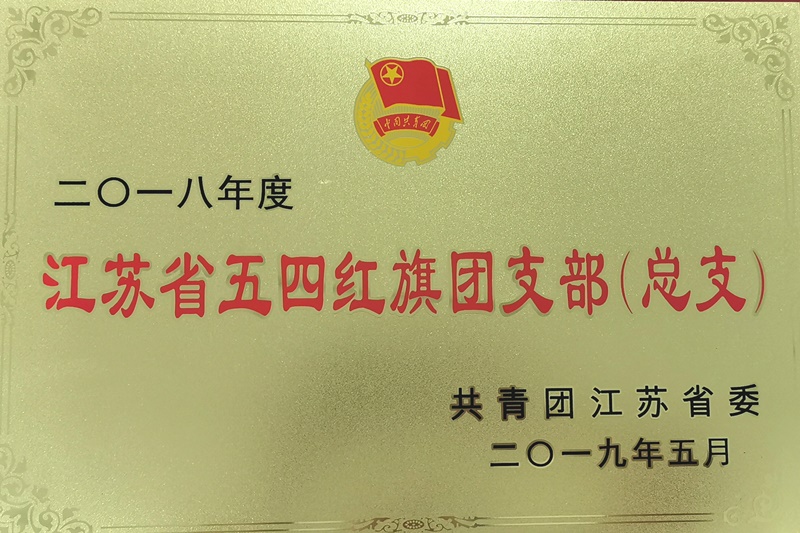 中国共青团
二〇一八年度
江苏省五四红旗团支部(总支)
共青团江苏省委
二〇一九年五月